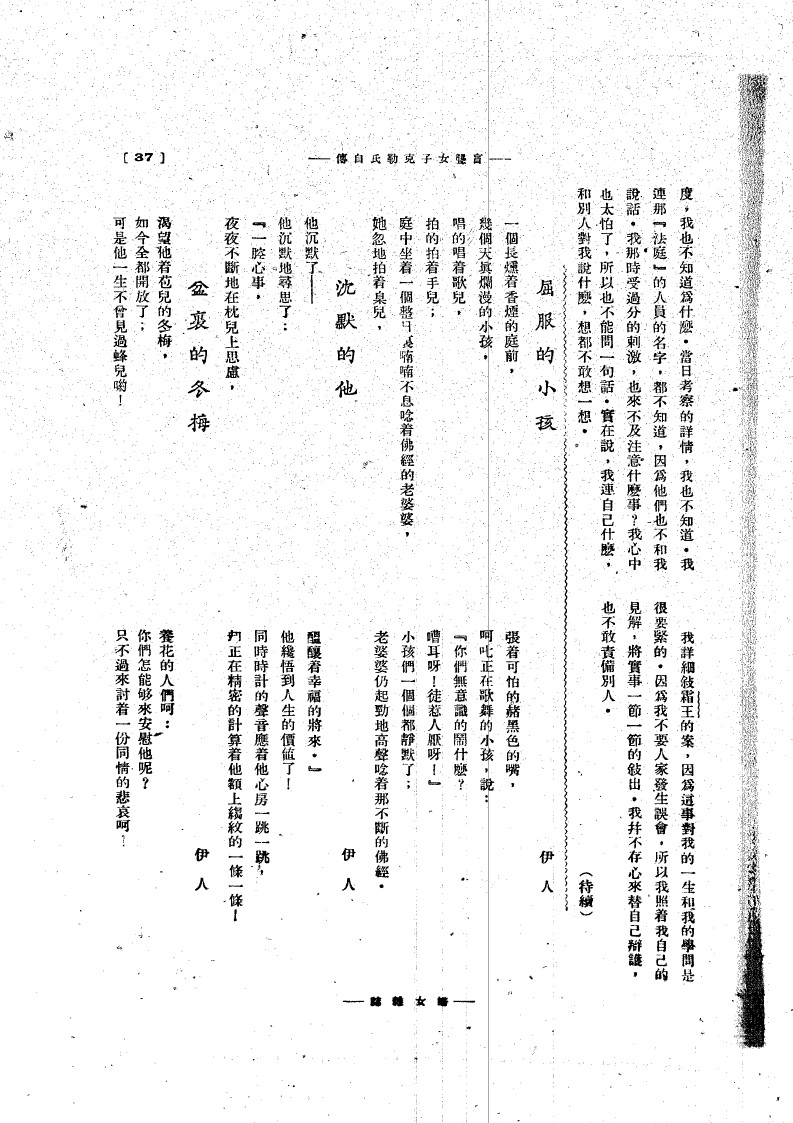 [ 37 ]
傳自氏勒克子女聾盲
度，我也不知道爲什麽。當日考察的詳情，我也不知道。我
連那『法庭』的人員的名字，都不知道，因爲他們也不和我
說話。我那時受過分的刺激，也來不及注意什麽事？我心中
也太怕了，所以也不能問一句話。實在說，我連自己什麽，
和別人對我說什麽，想都不敢想一想。
我詳細敍霜王的案，因爲這事對我的一生和我的學問是
很要緊的。因爲我不要人家發生誤會，所以我照着我自己的
見解，將實事一節一節的敍出。我幷不存心來替自己辯護，
也不敢責備別人。
（待續）
屈服的小孩
伊人
一個長燻着香煙的庭前，
幾個天眞爛漫的小孩，
唱的唱着歌兒，
拍的拍着手兒；
庭中坐着一個整日喃喃不息唸着佛經的老婆婆，
她忽地拍着桌兒，
張着可怕的赭黑色的嘴，
呵叱正在歌舞的小孩，說：
『你們無意識的鬧什麽？
嘈耳呀！徒惹人厭呀！』
小孩們一個個都靜默了；
老婆婆仍起勁地高聲唸着那不斷的佛經。
沈默的他
伊人
他沉默了——
他沉默地尋思了：
『一腔心事，
夜夜不斷地在枕兒上思慮，
醞釀着幸福的將來。』
他纔悟到人生的價値了！
同時時計的聲音應着他心房一跳一跳，
正在精密的計算着他額上縐紋的一條一條！
盆裏的冬梅
伊人
渴望他着苞兒的冬梅，
如今全都開放了；
可是他一生不曾見過蜂兒喲！
養花的人們呵：
你們怎能够來安慰他呢？
只不過來討着一份同情的悲哀呵！
誌雜女婦